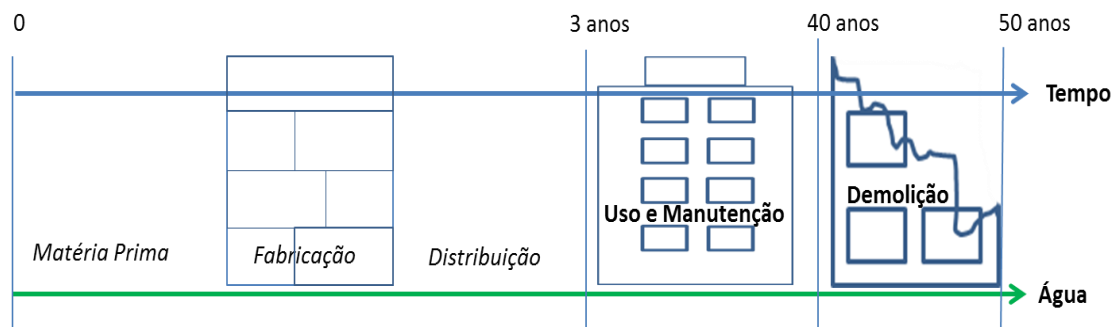 0
3 anos
40 anos
50 anos
Tempo
Uso e Manutenção
Demolição
Matéria Prima
Fabricação
Distribuição
Água